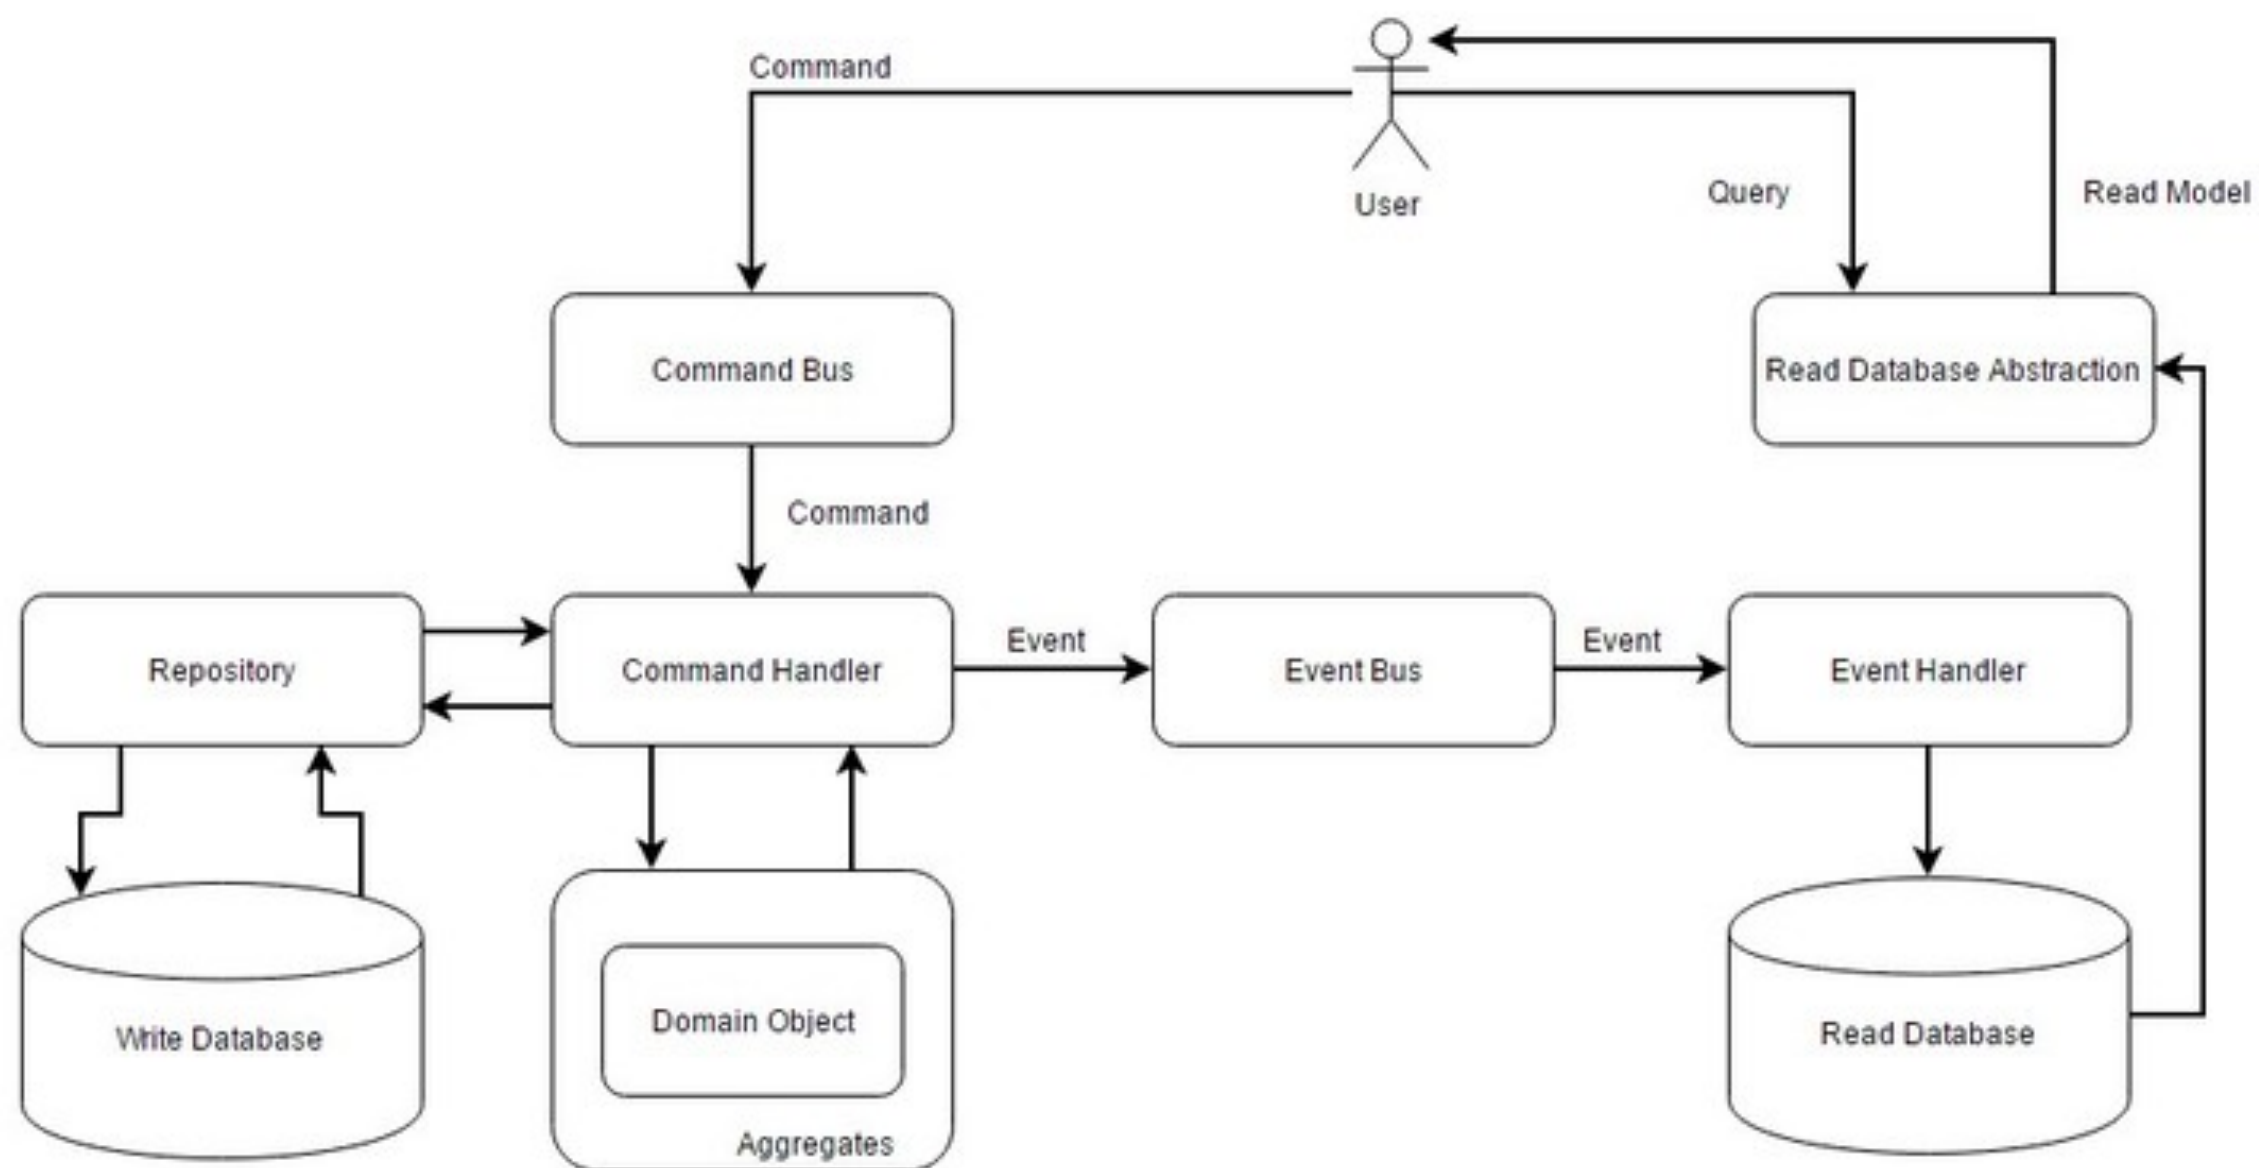 Command
User
Query
Read Model
Command Bus
Read Database Abstraction
Command
Repository
Command Handler
Event
Event Bus
Event
Event Handler
Domain Object
Write Database
Read Database
Aggregates